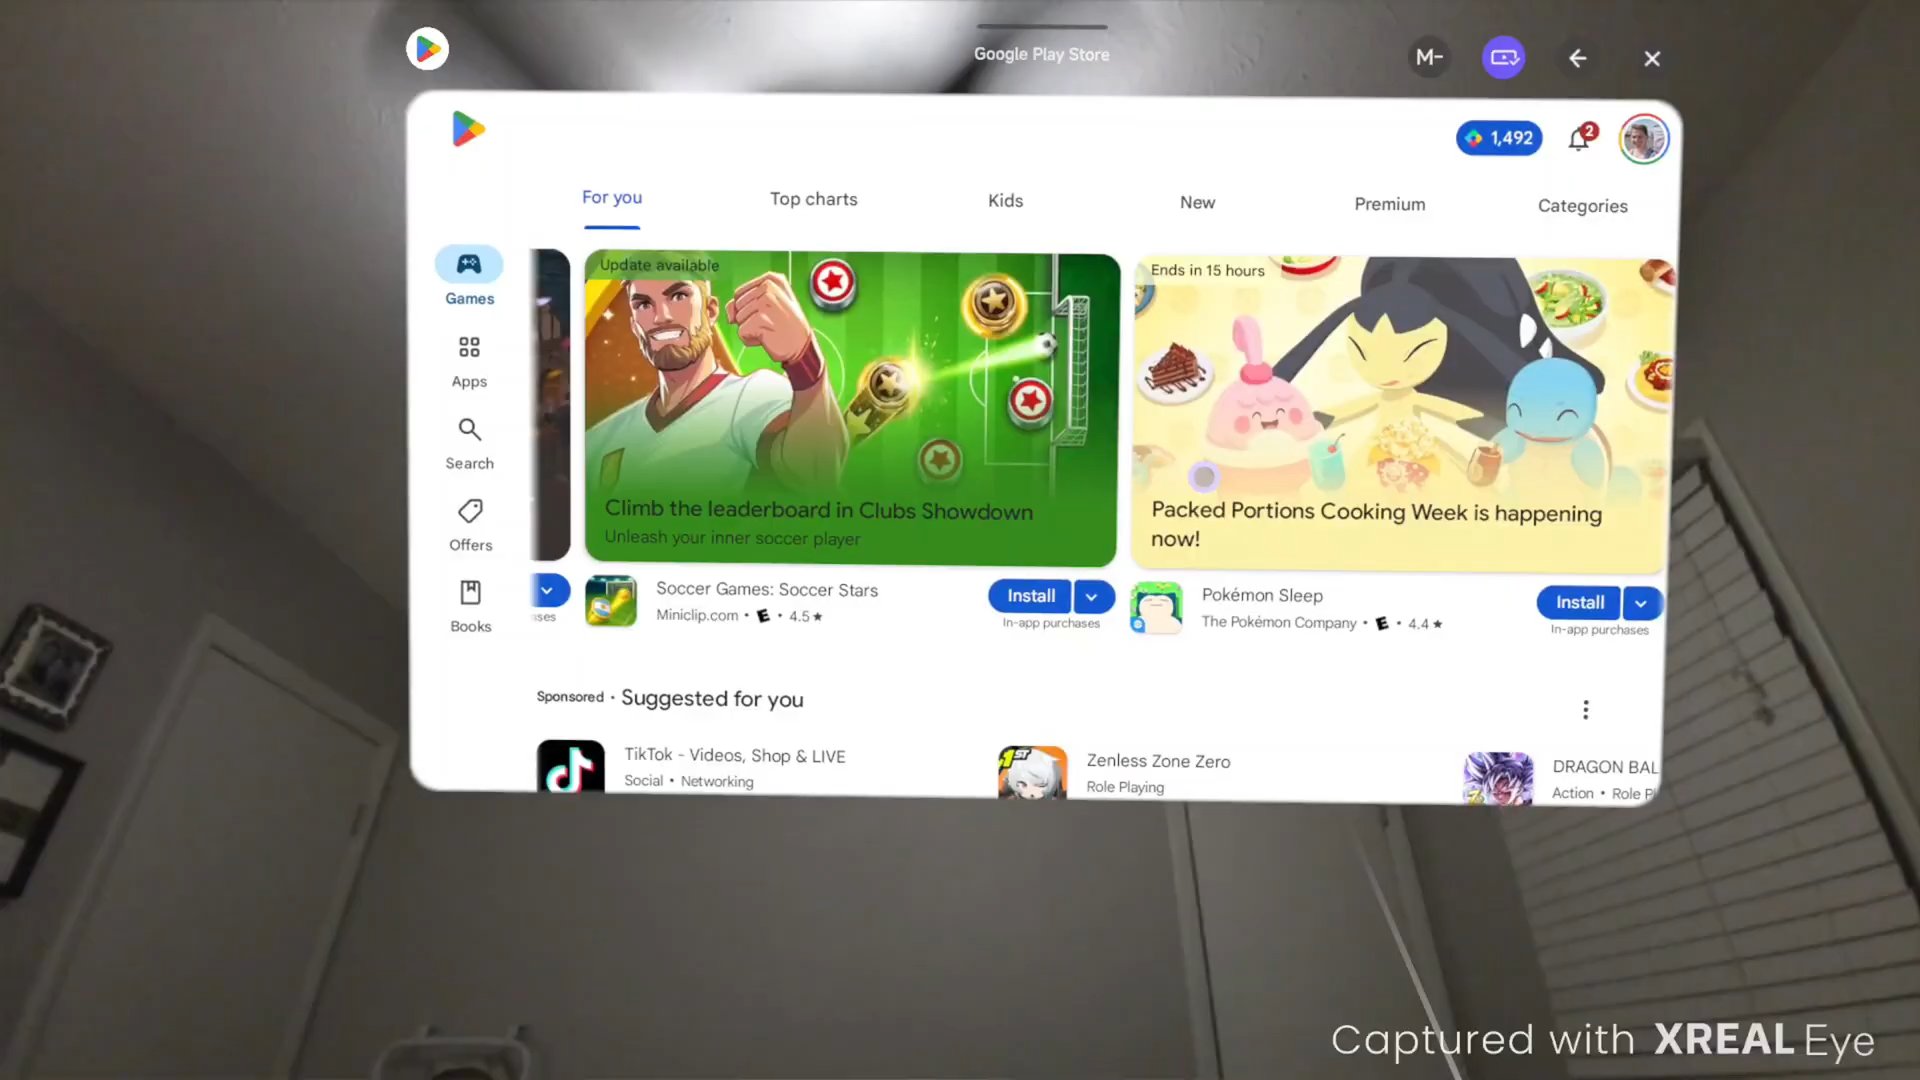 Google Play Store
M-
1,492
2
For you
Top charts
Kids
New
Premium
Categories
Games
Apps
Search
Offers
Books
Update available
Climb the leaderboard in Clubs Showdown
Unleash your inner soccer player
Ends in 15 hours
Packed Portions Cooking Week is happening
now!
Soccer Games: Soccer Stars
Miniclip.com • E • 4.5★
Install
In-app purchases
Pokémon Sleep
The Pokémon Company • E • 4.4★
Install
In-app purchases
Sponsored · Suggested for you
TikTok - Videos, Shop & LIVE
Social • Networking
1ST
Zenless Zone Zero
Role Playing
DRAGON BAL
Action • Role P
Captured with XREAL Eye